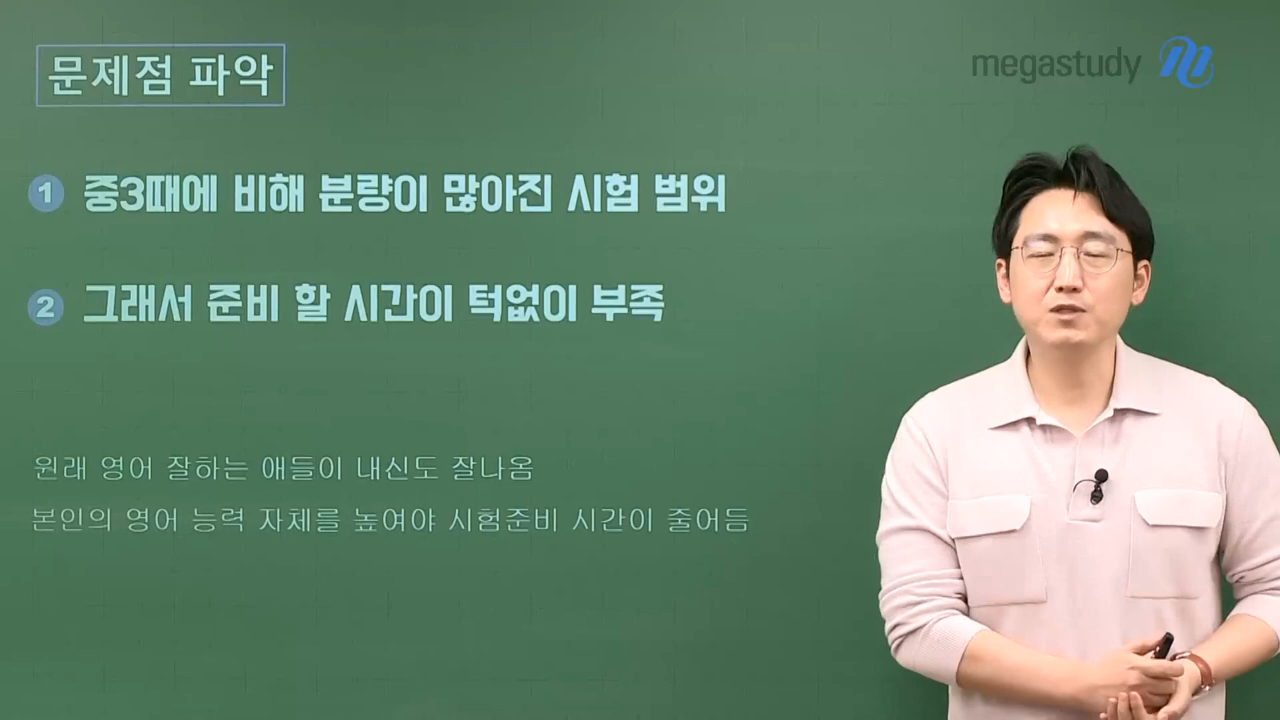 문제점 파악
megastudy
1 중3때에 비해 분량이 많아진 시험 범위
2 그래서 준비 할 시간이 턱없이 부족
원래 영어 잘하는 애들이 내신도 잘나옴
본인의 영어 능력 자체를 높여야 시험준비 시간이 줄어듬